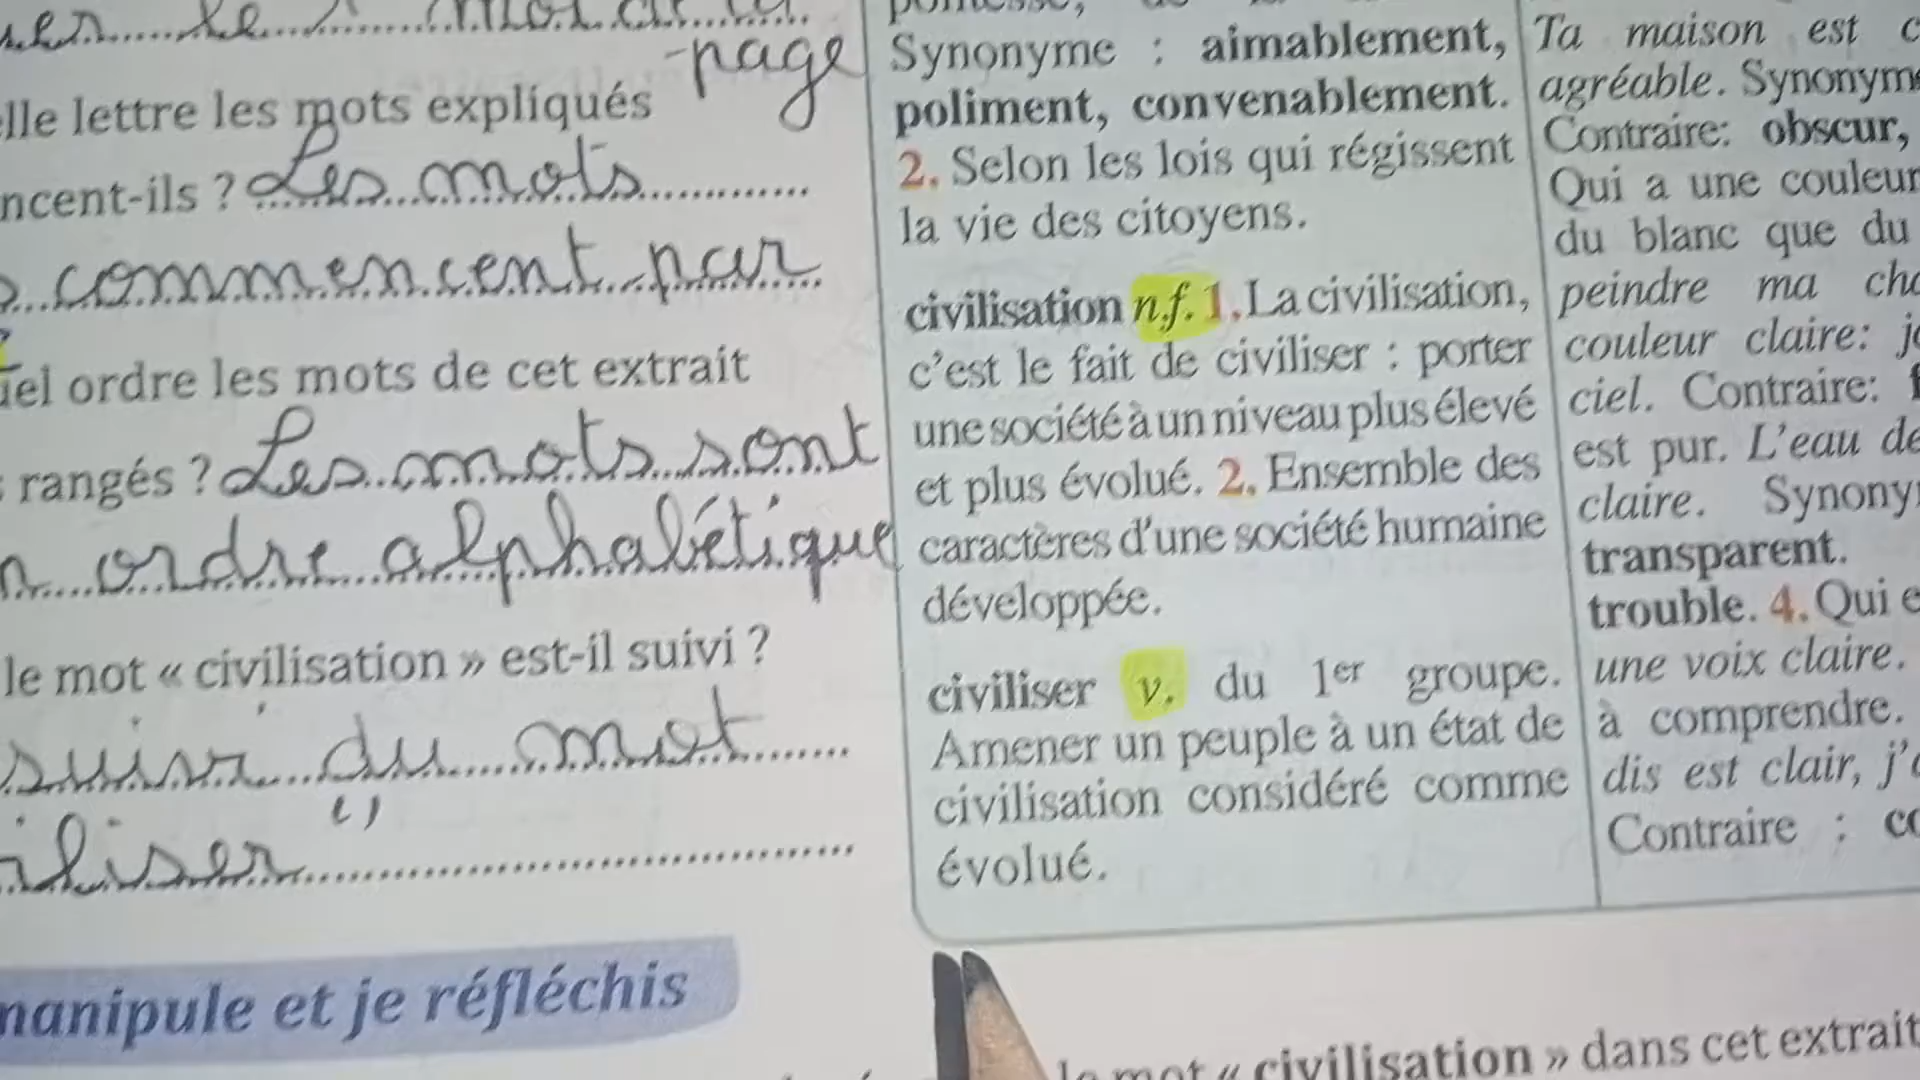 page
lle lettre les mots expliqués
ncent-ils ? Les mots
commencent par
el ordre les mots de cet extrait
rangés ? Les mots sont
ordre alphabétique
le mot « civilisation » est-il suivi ?
suivi du mot
iliser
manipule et je réfléchis
Synonyme : aimablement,
poliment, convenablement.
2. Selon les lois qui régissent
la vie des citoyens.
civilisation n.f. 1. La civilisation,
c'est le fait de civiliser : porter
une société à un niveau plus élevé
et plus évolué. 2. Ensemble des
caractères d'une société humaine
développée.
civiliser v. du 1er groupe.
Amener un peuple à un état de
civilisation considéré comme
évolué.
Ta maison est c
agréable. Synonyme
Contraire: obscur,
Qui a une couleur
du blanc que du
peindre ma cha
couleur claire: je
ciel. Contraire: f
est pur. L'eau de
claire. Synony
transparent.
trouble. 4. Qui e
une voix claire.
à comprendre.
dis est clair, j'a
Contraire : co
le mot « civilisation » dans cet extrait